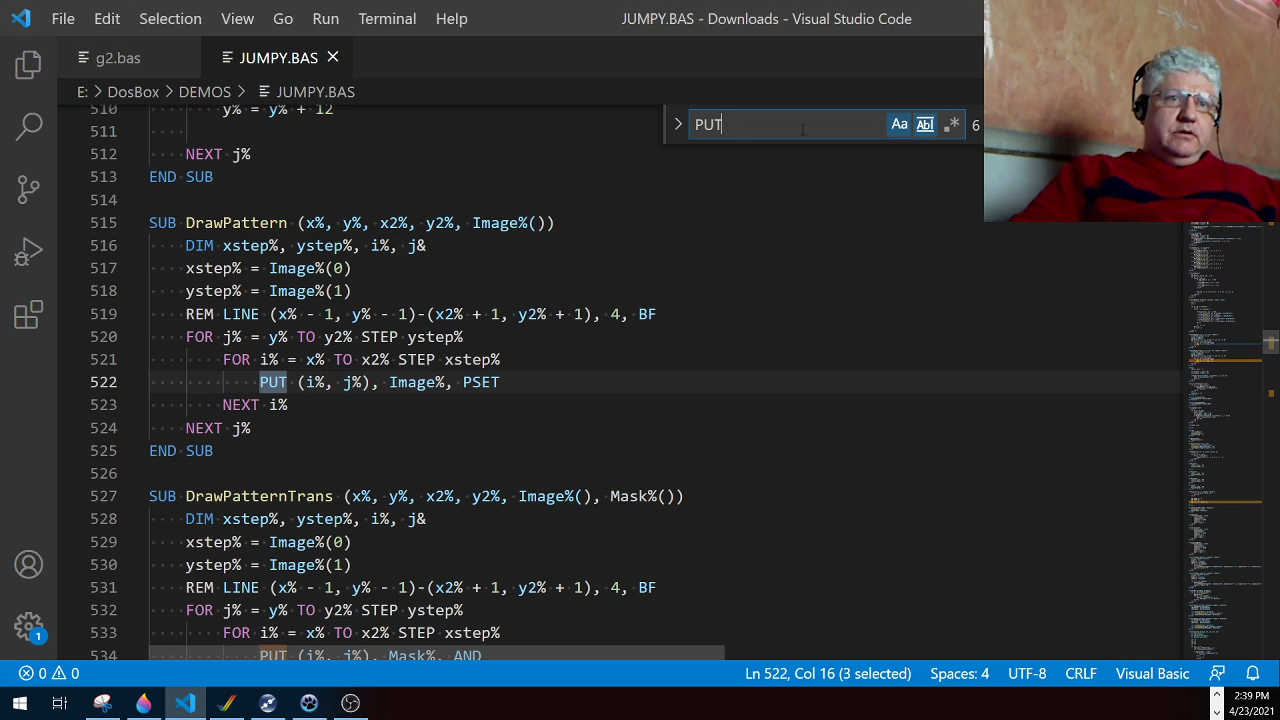 File Edit Selection View Go Run Terminal Help JUMPY.BAS - Downloads - Visual Studio Code
g2.bas JUMPY.BAS
E: > DosBox > DEMOS > JUMPY.BAS
510 y% = y% + 12
PUT Aa Abl .* 6
511
512 NEXT j%
513 END SUB
514
515 SUB DrawPattern (x%, y%, x2%, y2%, Image%())
516 DIM xstep%, ystep%, i%, j&
517 xstep% = Image%(0)
518 ystep% = Image%(1)
519 REM LINE (x% - 1, y% - 1)-(x2% + 1, y2% + 1), 4, BF
520 FOR j% = y% TO y2% STEP ystep%
521 FOR i% = x% TO x2% STEP xstep%
522 PUT (i%, j%), Image%, PSET
523 NEXT i%
524 NEXT j%
525 END SUB
526
527 SUB DrawPatternTrans (x%, y%, x2%, y2%, Image%(), Mask%())
528 DIM xstep%, ystep%, i%, j&
529 xstep% = Image%(0)
530 ystep% = Image%(1)
531 REM LINE (x% - 1, y% - 1)-(x2% + 1, y2% + 1), 4, BF
532 FOR j% = y% TO y2% STEP ystep%
533 FOR i% = x% TO x2% STEP xstep%
534 PUT (i%, j%), Mask%, AND
1
0 0 Ln 522, Col 16 (3 selected) Spaces: 4 UTF-8 CRLF Visual Basic
2:39 PM
4/23/2021